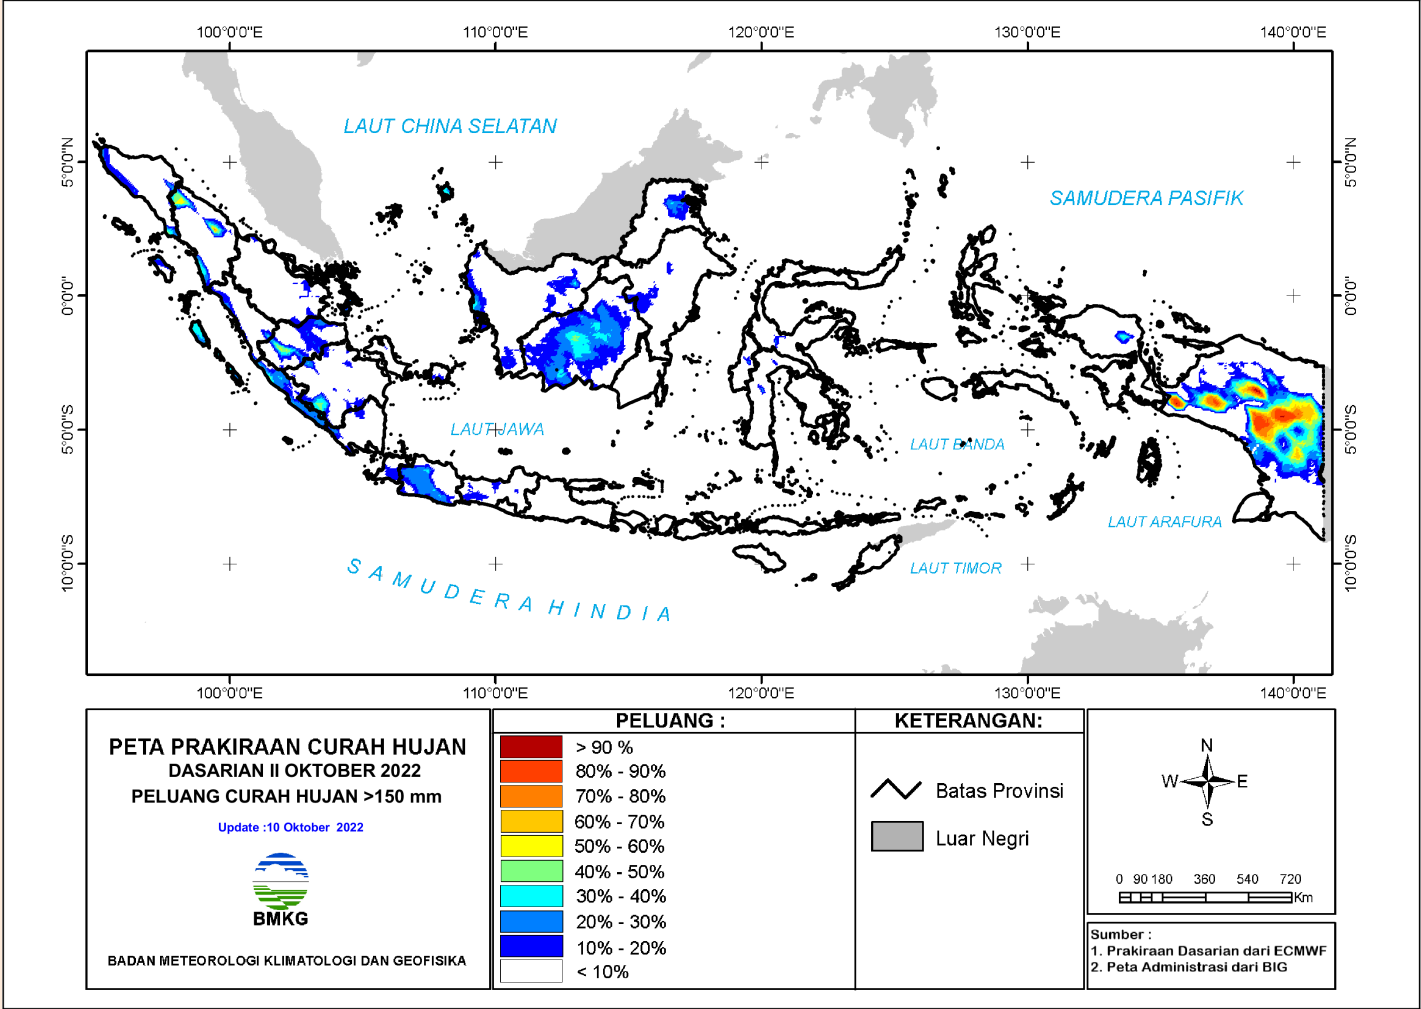 100°0'0"E 110°0'0"E 120°0'0"E 130°0'0"E 140°0'0"E
5°0'0"N
0°0'0"
5°0'0"S
10°0'0"S
LAUT CHINA SELATAN
SAMUDERA PASIFIK
LAUT JAWA
LAUT BANDA
LAUT ARAFURA
LAUT TIMOR
SAMUDERA HINDIA
5°0'0"N
0°0'0"
5°0'0"S
10°0'0"S
100°0'0"E 110°0'0"E 120°0'0"E 130°0'0"E 140°0'0"E
PETA PRAKIRAAN CURAH HUJAN
DASARIAN II OKTOBER 2022
PELUANG CURAH HUJAN >150 mm
Update :10 Oktober 2022
BMKG
BADAN METEOROLOGI KLIMATOLOGI DAN GEOFISIKA
PELUANG :
> 90 %
80% - 90%
70% - 80%
60% - 70%
50% - 60%
40% - 50%
30% - 40%
20% - 30%
10% - 20%
< 10%
KETERANGAN:
Batas Provinsi
Luar Negri
N
W E
S
0 90 180 360 540 720
Km
Sumber :
1. Prakiraan Dasarian dari ECMWF
2. Peta Administrasi dari BIG